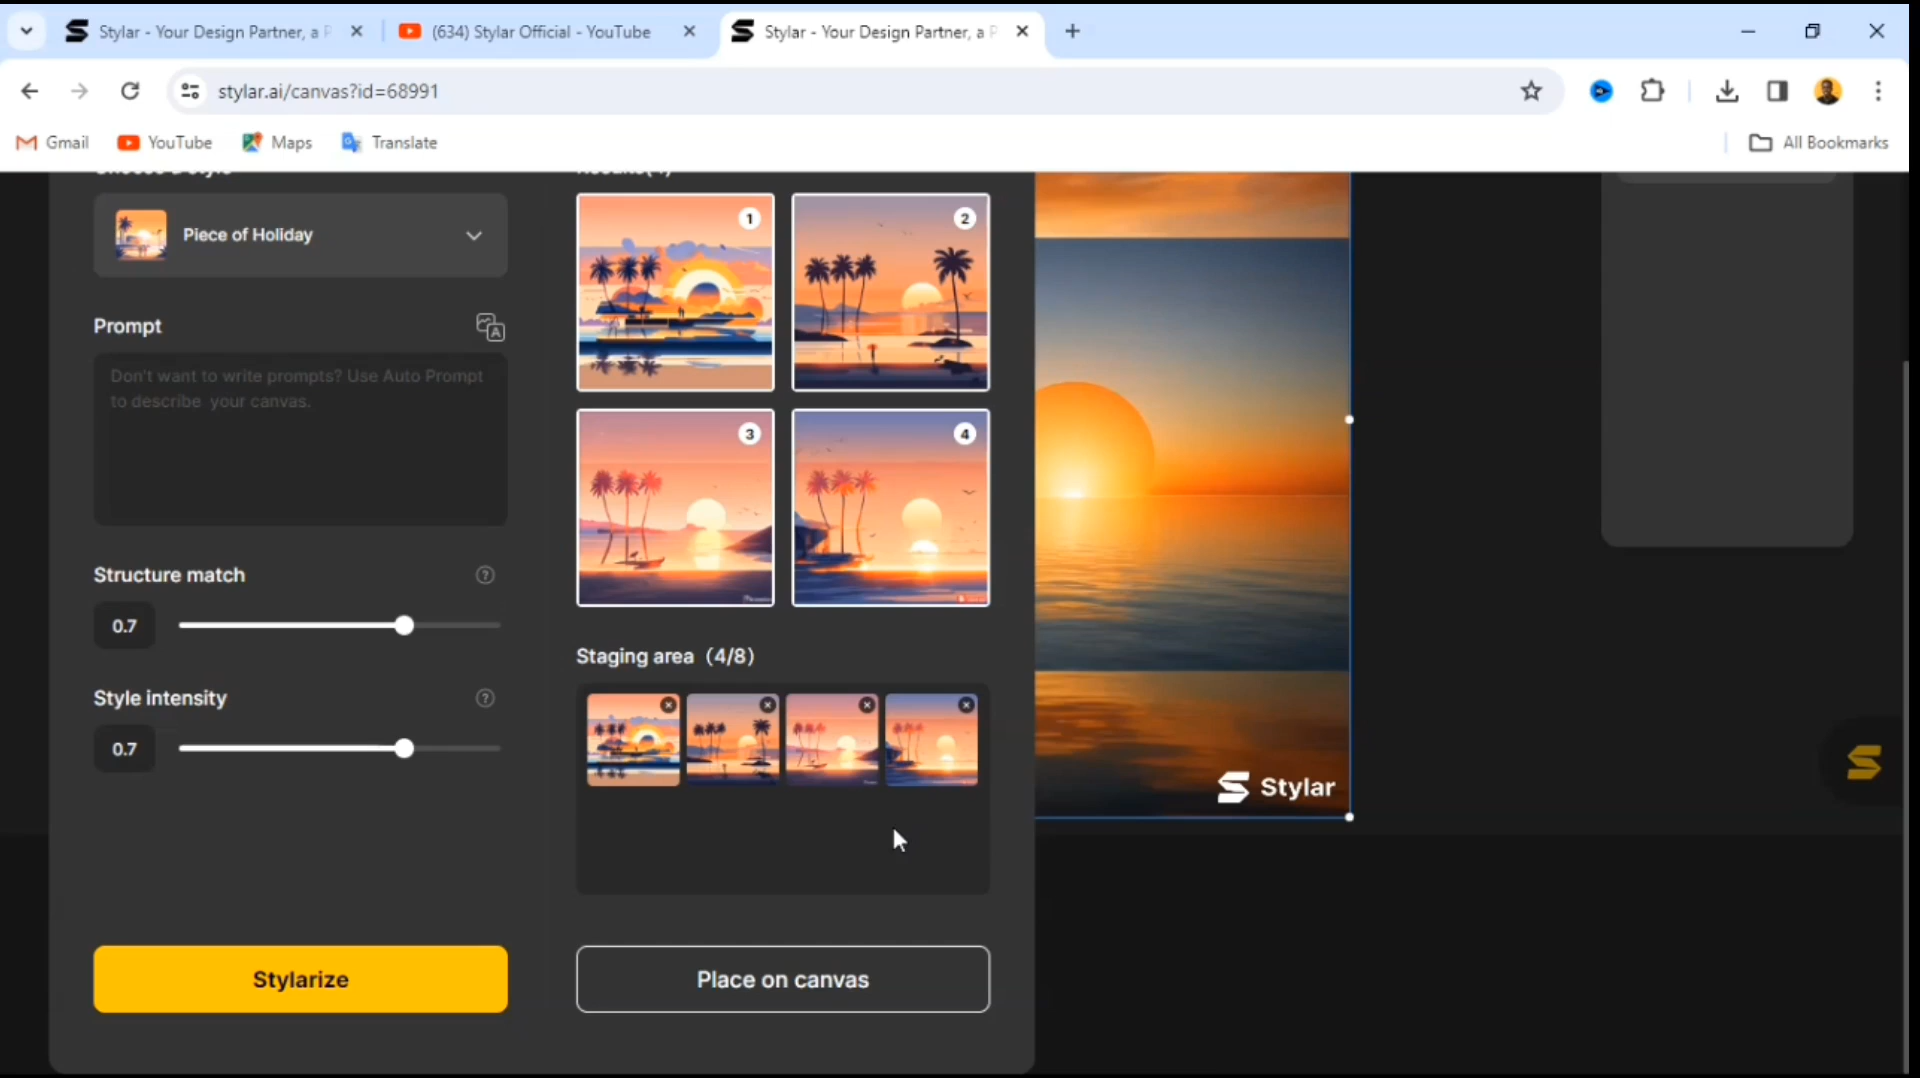 Stylar - Your Design Partner, a P
(634) Stylar Official - YouTube
Stylar - Your Design Partner, a P
stylar.ai/canvas?id=68991
Gmail
YouTube
Maps
Translate
All Bookmarks
Piece of Holiday
Prompt
Don't want to write prompts? Use Auto Prompt
to describe your canvas.
Structure match
0.7
Style intensity
0.7
Stylarize
1
2
3
4
Staging area (4/8)
Place on canvas
Stylar